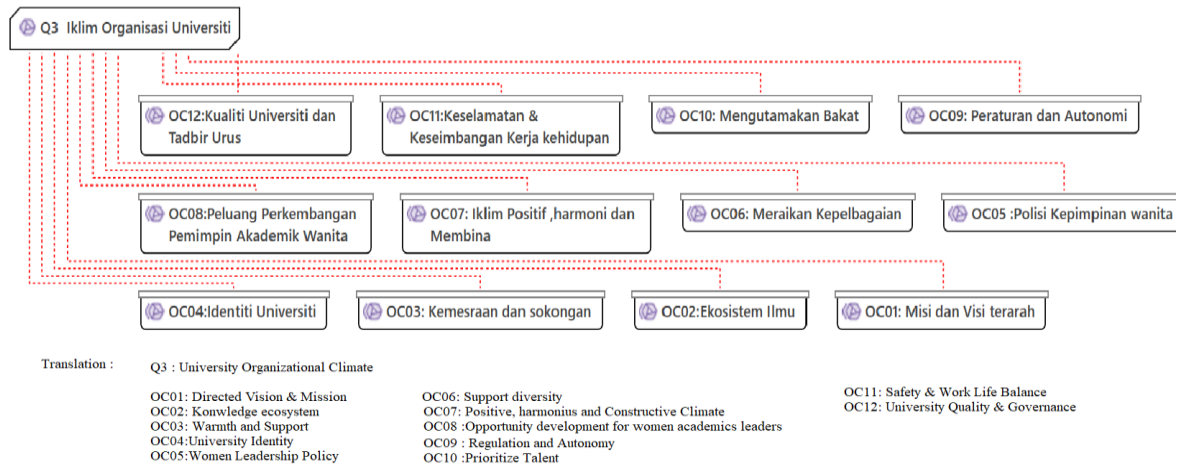 Q3 Iklim Organisasi Universiti
OC12:Kualiti Universiti dan
Tadbir Urus
OC11:Keselamatan &
Keseimbangan Kerja kehidupan
OC10: Mengutamakan Bakat
OC09: Peraturan dan Autonomi
OC08:Peluang Perkembangan
Pemimpin Akademik Wanita
OC07: Iklim Positif ,harmoni dan
Membina
OC06: Meraikan Kepelbagaian
OC05 :Polisi Kepimpinan wanita
OC04:Identiti Universiti
OC03: Kemesraan dan sokongan
OC02:Ekosistem Ilmu
OC01: Misi dan Visi terarah
Translation :
Q3 : University Organizational Climate
OC01: Directed Vision & Mission
OC02: Konwledge ecosystem
OC03: Warmth and Support
OC04:University Identity
OC05:Women Leadership Policy
OC06: Support diversity
OC07: Positive, harmonius and Constructive Climate
OC08 :Opportunity development for women academics leaders
OC09 : Regulation and Autonomy
OC10 :Prioritize Talent
OC11: Safety & Work Life Balance
OC12: University Quality & Governance